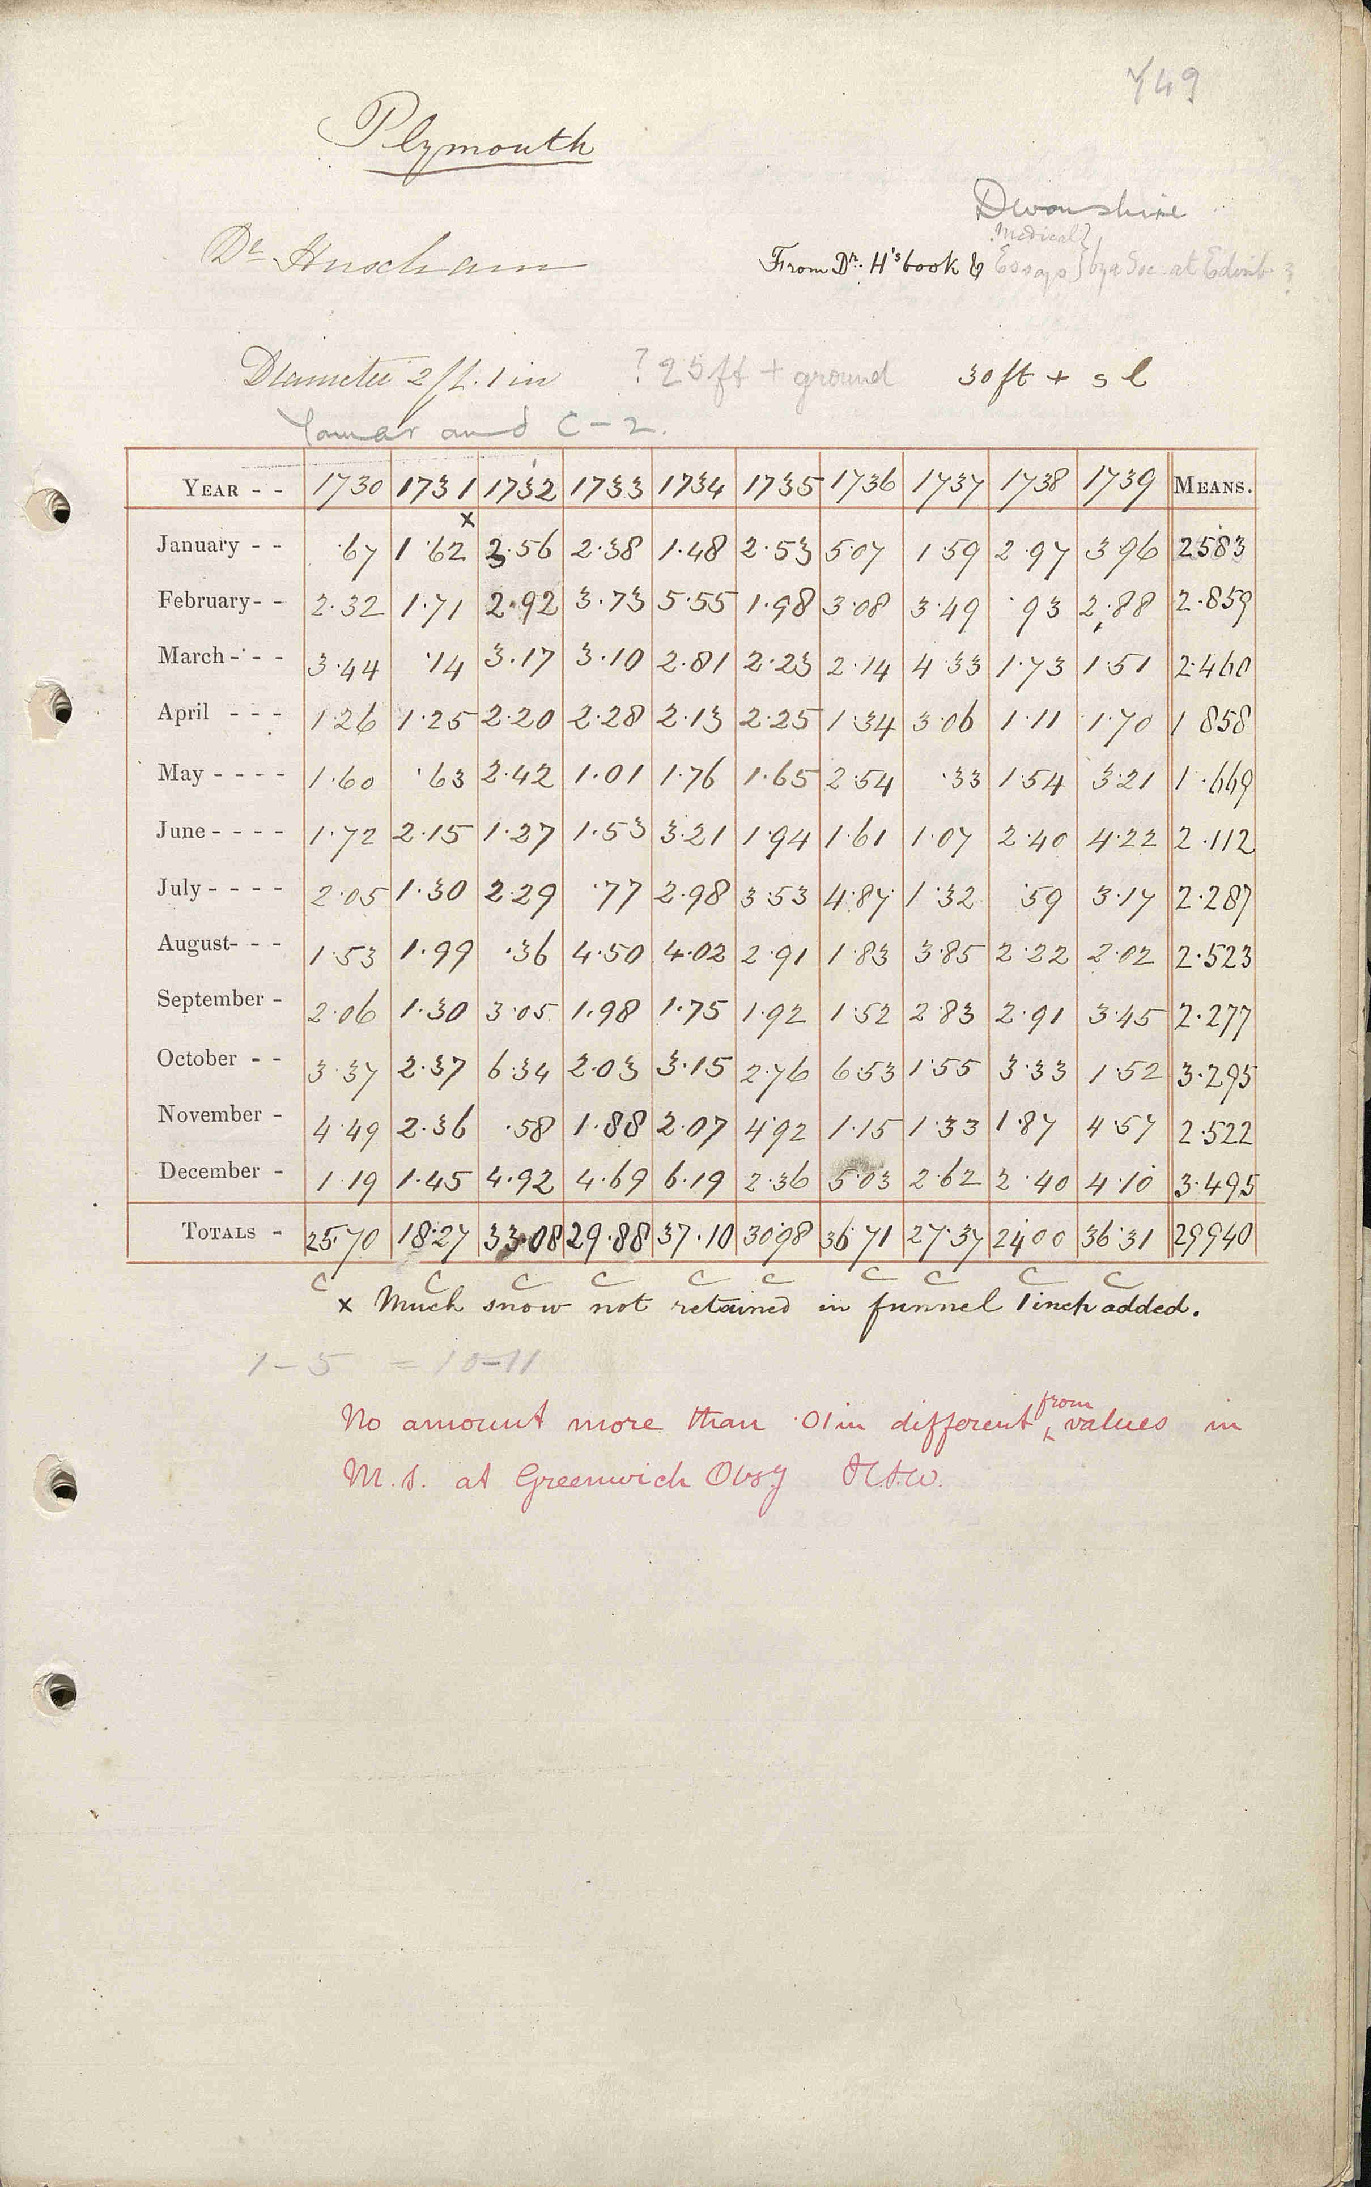 749
Plymouth
Devonshire
Dr Huxham
Medical
From Dr. H's book & Essays by a Soc. at Edinb
Diameter 2 ft. 1 in ? 25 ft + ground 30 ft + s l
Tamar and C-2.
YEAR - - 1730 1731 1732 1733 1734 1735 1736 1737 1738 1739 MEANS.
x
January - - ·67 1·62 3·56 2·38 1·48 2·53 5·07 1·59 2·97 3·96 2583
February - - 2·32 1·71 2·92 3·73 5·55 1·98 3·08 3·49 ·93 2·88 2·859
March - - - 3·44 ·14 3·17 3·10 2·81 2·23 2·14 4·33 1·73 1·51 2·460
April - - - 1·26 1·25 2·20 2·28 2·13 2·25 1·34 3·06 1·11 1·70 1 858
May - - - - 1·60 ·63 2·42 1·01 1·76 1·65 2·54 ·33 1·54 3·21 1·669
June - - - - 1·72 2·15 1·27 1·53 3·21 1·94 1·61 1·07 2·40 4·22 2·112
July - - - - 2·05 1·30 2·29 ·77 2·98 3·53 4·87 1·32 ·59 3·17 2·287
August - - - 1·53 1·99 ·36 4·50 4·02 2·91 1·83 3·85 2·22 2·02 2·523
September - 2·06 1·30 3·05 1·98 1·75 1·92 1·52 2·83 2·91 3·45 2·277
October - - 3·37 2·37 6·34 2·03 3·15 2·76 6·53 1·55 3·33 1·52 3·295
November - 4·49 2·36 ·58 1·88 2·07 4·92 1·15 1·33 1·87 4·57 2·522
December - 1·19 1·45 4·92 4·69 6·19 2·36 5·03 2·62 2·40 4·10 3·495
TOTALS - 25·70 18·27 33·08 29·88 37·10 30·98 36·71 27·37 24·00 36·31 29940
C C C C C C C C C C
x Much snow not retained in funnel 1 inch added.
1-5 = 10-11
from
No amount more than ·01 in different values in
M.S. at Greenwich Obsy